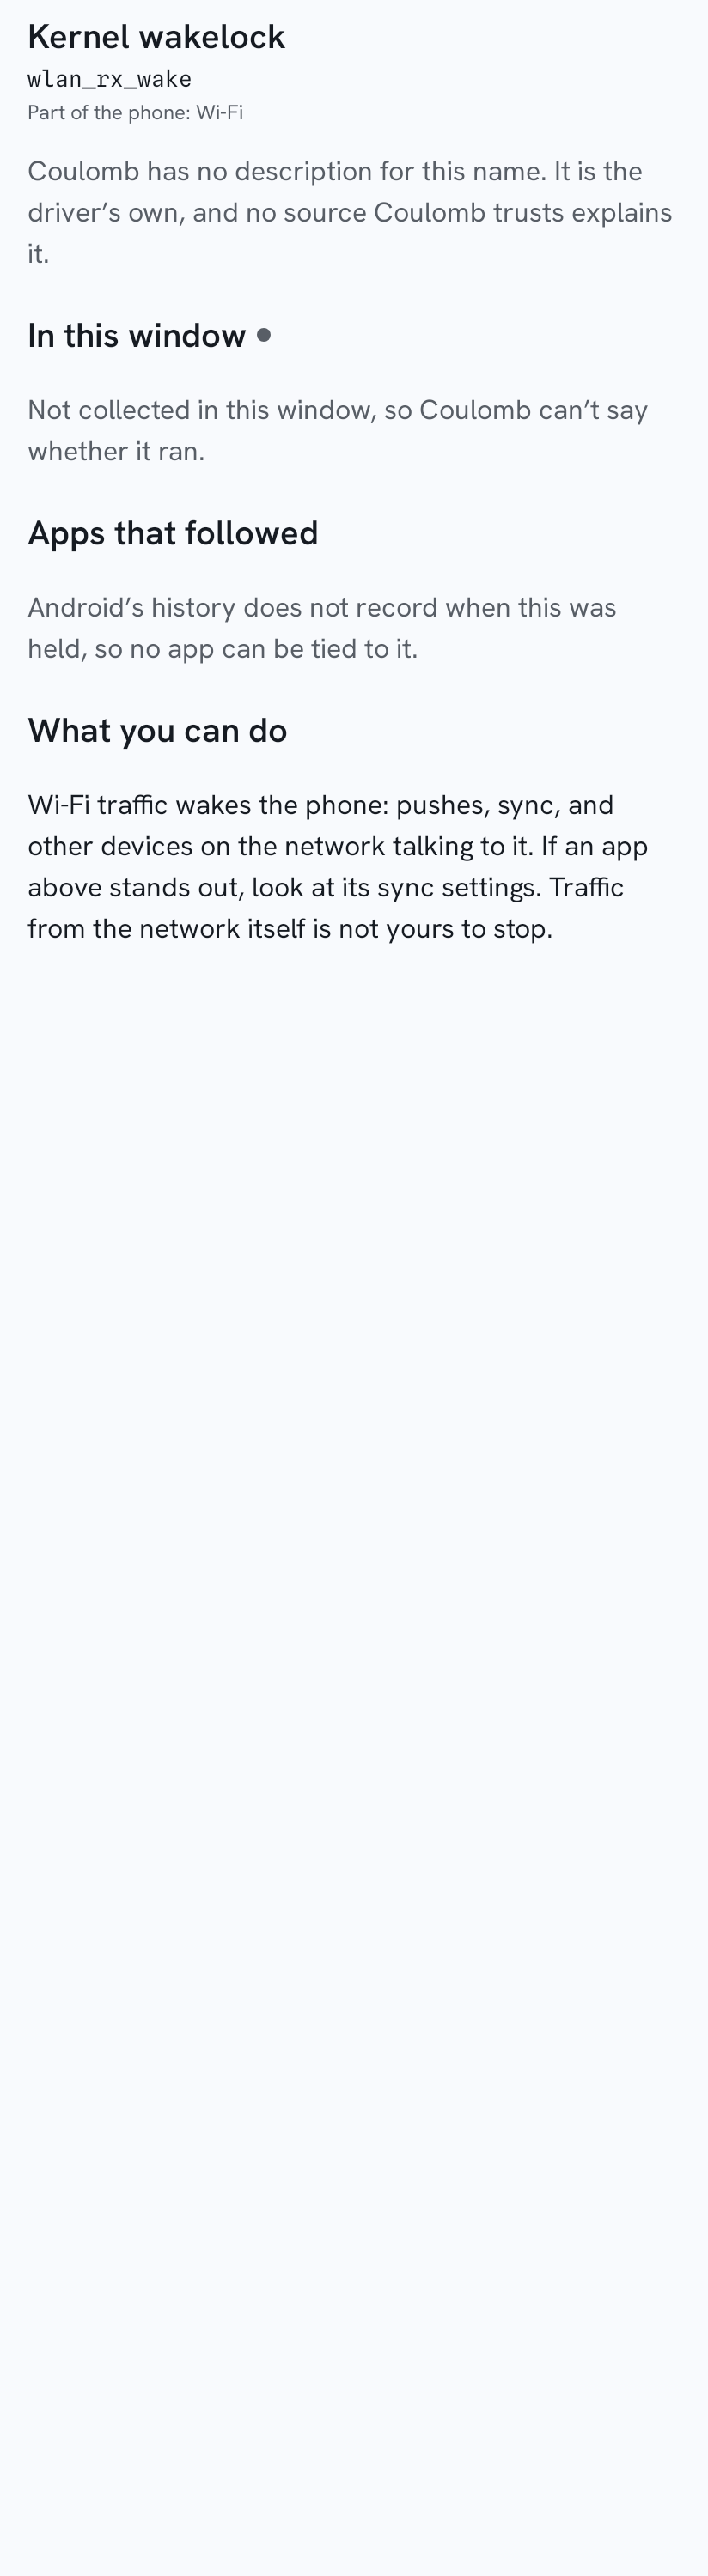 Kernel wakelock
wlan_rx_wake
Part of the phone: Wi-Fi
Coulomb has no description for this name. It is the
driver’s own, and no source Coulomb trusts explains
it.
In this window
Not collected in this window, so Coulomb can’t say
whether it ran.
Apps that followed
Android’s history does not record when this was
held, so no app can be tied to it.
What you can do
Wi-Fi traffic wakes the phone: pushes, sync, and
other devices on the network talking to it. If an app
above stands out, look at its sync settings. Traffic
from the network itself is not yours to stop.